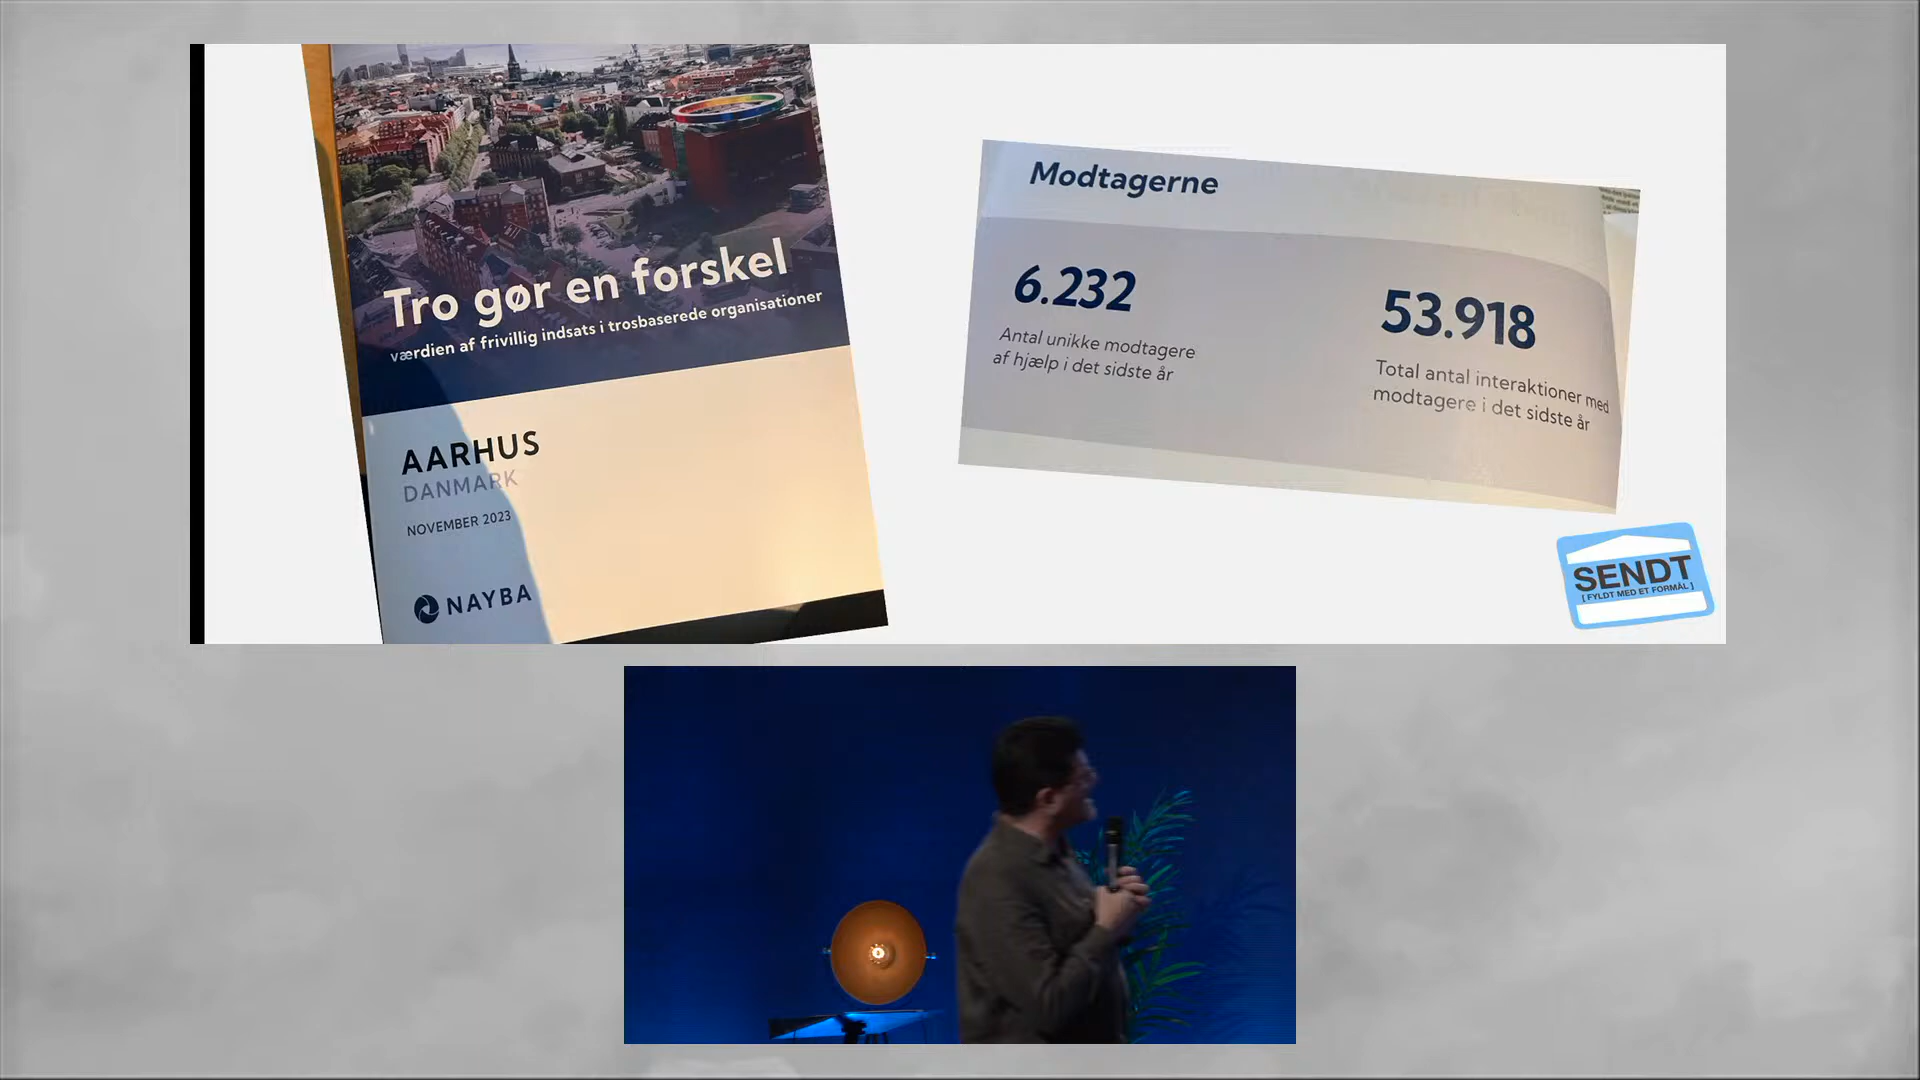 Tro gør en forskel
værdien af frivillig indsats i trosbaserede organisationer
AARHUS
DANMARK
NOVEMBER 2023
NAYBA
Modtagerne
6.232
Antal unikke modtagere
af hjælp i det sidste år
53.918
Total antal interaktioner med
modtagere i det sidste år
SENDT
[ FYLDT MED ET FORMÅL ]